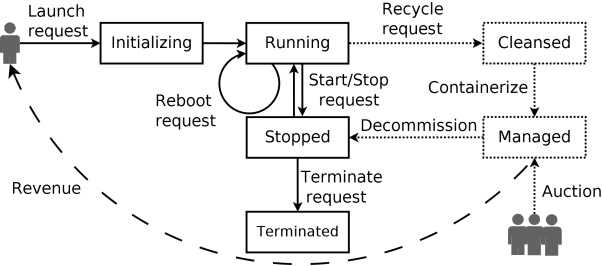 Launch
request
Recycle
request
Initializing
Running
Cleansed
Reboot
request
Start/Stop
request
Containerize
Stopped
Decommission
Managed
Terminate
request
Revenue
Auction
Terminated